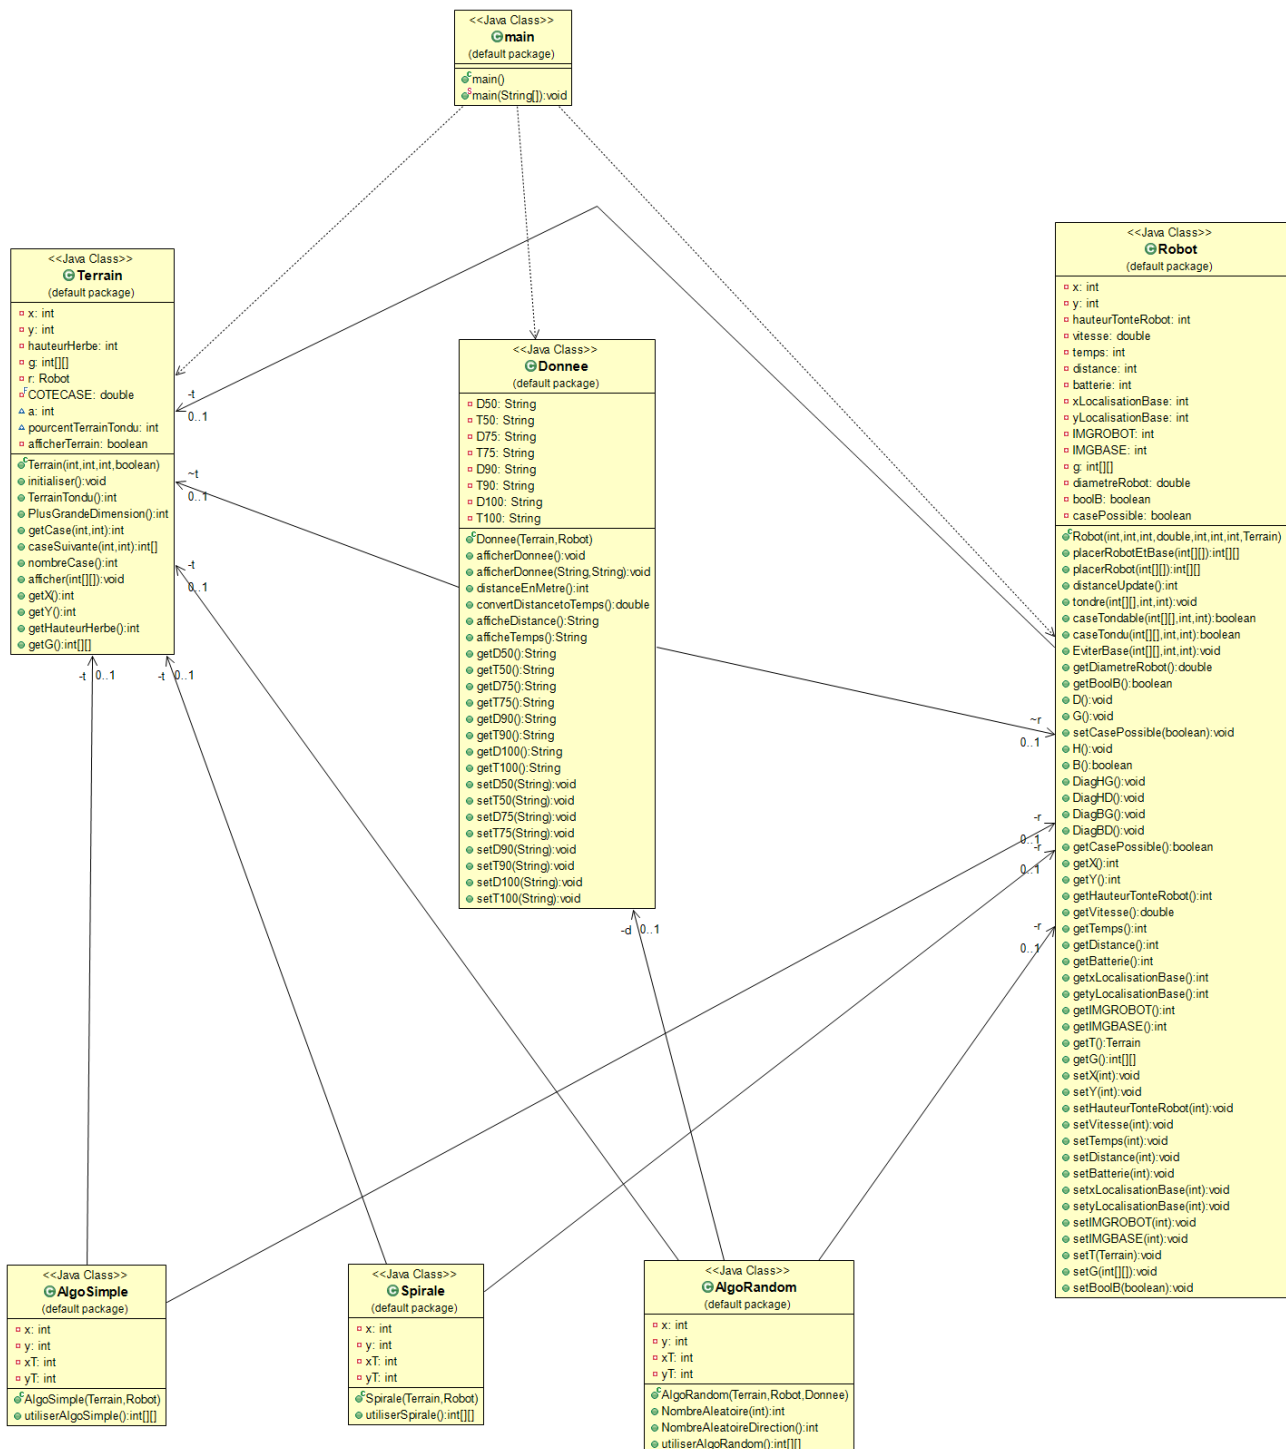 <<Java Class>>
main
(default package)
main()
main(String[]):void
<<Java Class>>
Terrain
(default package)
x: int
y: int
hauteurHerbe: int
g: int[][]
r: Robot
COTECASE: double
a: int
pourcentTerrainTondu: int
afficherTerrain: boolean
Terrain(int,int,int,boolean)
initialiser():void
TerrainTondu():int
PlusGrandeDimension():int
getCase(int,int):int
caseSuivante(int,int):int[]
nombreCase():int
afficher(int[][]):void
getX():int
getY():int
getHauteurHerbe():int
getG():int[][]
-t
0..1
~t
0..1
-t
0..1
-t 0..1
-t 0..1
<<Java Class>>
Donnee
(default package)
D50: String
T50: String
D75: String
T75: String
D90: String
T90: String
D100: String
T100: String
Donnee(Terrain,Robot)
afficherDonnee():void
afficherDonnee(String,String):void
distanceEnMetre():int
convertDistancetoTemps():double
afficheDistance():String
afficheTemps():String
getD50():String
getT50():String
getD75():String
getT75():String
getD90():String
getT90():String
getD100():String
getT100():String
setD50(String):void
setT50(String):void
setD75(String):void
setT75(String):void
setD90(String):void
setT90(String):void
setD100(String):void
setT100(String):void
-d 0..1
<<Java Class>>
Robot
(default package)
x: int
y: int
hauteurTonteRobot: int
vitesse: double
temps: int
distance: int
batterie: int
xLocalisationBase: int
yLocalisationBase: int
IMGROBOT: int
IMGBASE: int
g: int[][]
diametreRobot: double
boolB: boolean
casePossible: boolean
Robot(int,int,int,double,int,int,int,Terrain)
placerRobotEtBase(int[][]):int[][]
placerRobot(int[][]):int[][]
distanceUpdate():int
tondre(int[][],int,int):void
caseTondable(int[][],int,int):boolean
caseTondu(int[][],int,int):boolean
EviterBase(int[][],int,int):void
getDiametreRobot():double
getBoolB():boolean
D():void
G():void
setCasePossible(boolean):void
H():void
B():boolean
DiagHG():void
DiagHD():void
DiagBG():void
DiagBD():void
getCasePossible():boolean
getX():int
getY():int
getHauteurTonteRobot():int
getVitesse():double
getTemps():int
getDistance():int
getBatterie():int
getxLocalisationBase():int
getyLocalisationBase():int
getIMGROBOT():int
getIMGBASE():int
getT():Terrain
getG():int[][]
setX(int):void
setY(int):void
setHauteurTonteRobot(int):void
setVitesse(int):void
setTemps(int):void
setDistance(int):void
setBatterie(int):void
setxLocalisationBase(int):void
setyLocalisationBase(int):void
setIMGROBOT(int):void
setIMGBASE(int):void
setT(Terrain):void
setG(int[][]):void
setBoolB(boolean):void
~r
0..1
-r
0..1
-r
0..1
-r
0..1
<<Java Class>>
AlgoSimple
(default package)
x: int
y: int
xT: int
yT: int
AlgoSimple(Terrain,Robot)
utiliserAlgoSimple():int[][]
<<Java Class>>
Spirale
(default package)
x: int
y: int
xT: int
yT: int
Spirale(Terrain,Robot)
utiliserSpirale():int[][]
<<Java Class>>
AlgoRandom
(default package)
x: int
y: int
xT: int
yT: int
AlgoRandom(Terrain,Robot,Donnee)
NombreAleatoire(int):int
NombreAleatoireDirection():int
utiliserAlgoRandom():int[][]